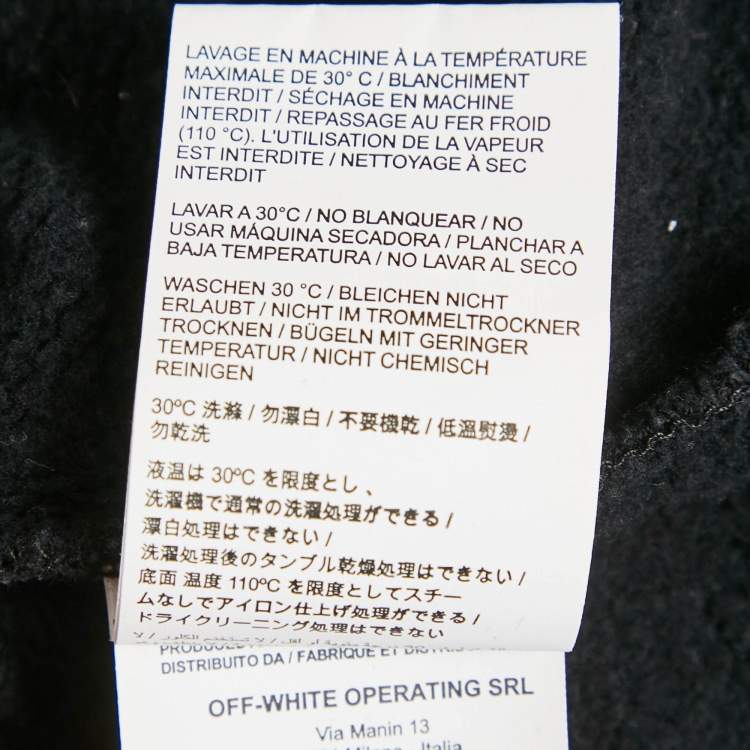 LAVAGE EN MACHINE À LA TEMPÉRATURE
MAXIMALE DE 30° C / BLANCHIMENT
INTERDIT / SÉCHAGE EN MACHINE
INTERDIT / REPASSAGE AU FER FROID
(110 °C). L'UTILISATION DE LA VAPEUR
EST INTERDITE / NETTOYAGE À SEC
INTERDIT
LAVAR A 30°C / NO BLANQUEAR / NO
USAR MÁQUINA SECADORA / PLANCHAR A
BAJA TEMPERATURA / NO LAVAR AL SECO
WASCHEN 30 °C / BLEICHEN NICHT
ERLAUBT / NICHT IM TROMMELTROCKNER
TROCKNEN / BÜGELN MIT GERINGER
TEMPERATUR / NICHT CHEMISCH
REINIGEN
30ºC 洗滌 / 勿漂白 / 不要機乾 / 低溫熨燙 /
勿乾洗
液温は 30ºC を限度とし、
洗濯機で通常の洗濯処理ができる /
漂白処理はできない /
洗濯処理後のタンブル乾燥処理はできない /
底面 温度 110ºC を限度としてスチー
ムなしでアイロン仕上げ処理ができる /
ドライクリーニング処理はできない
DISTRIBUITO DA / FABRIQUÉ ET
OFF-WHITE OPERATING SRL
Via Manin 13
Milano - Italia